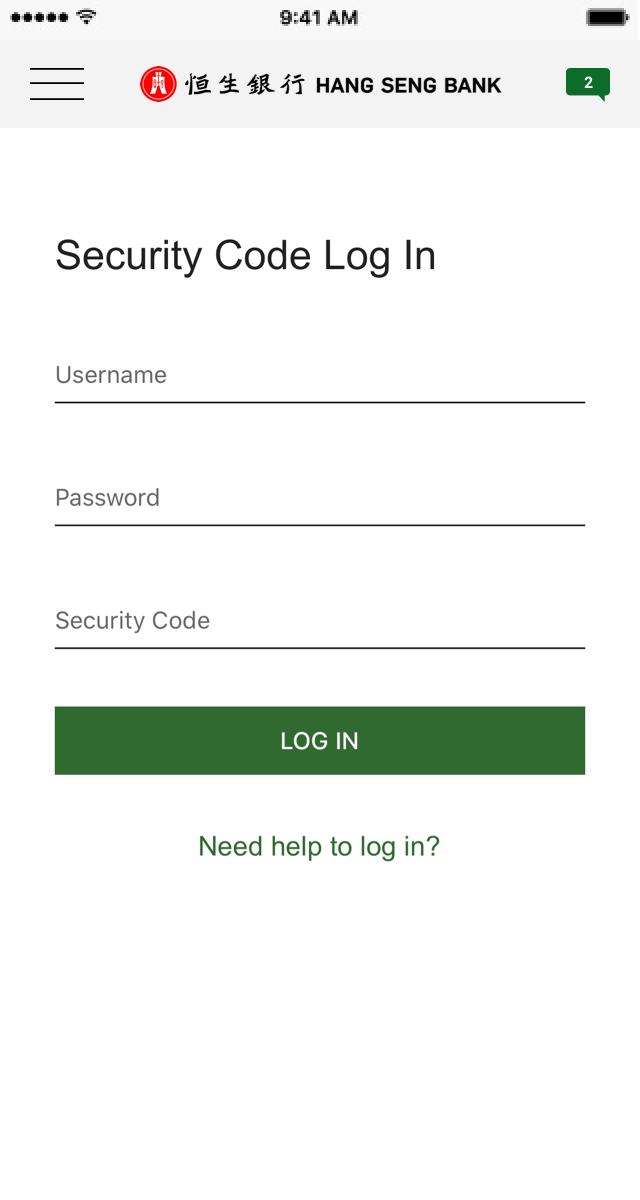 9:41 AM
恒生銀行 HANG SENG BANK
2
Security Code Log In
Username
Password
Security Code
LOG IN
Need help to log in?